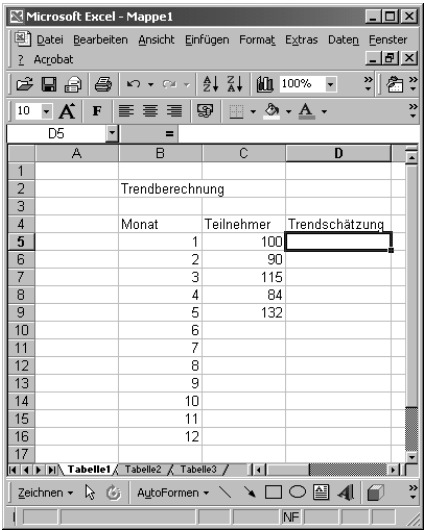 Microsoft Excel - Mappe1
Datei Bearbeiten Ansicht Einfügen Format Extras Daten Fenster
? Acrobat
100%
10 A F A
D5 =
A B C D
1
2 Trendberechnung
3
4 Monat Teilnehmer Trendschätzung
5 1 100
6 2 90
7 3 115
8 4 84
9 5 132
10 6
11 7
12 8
13 9
14 10
15 11
16 12
17
Tabelle1 Tabelle2 Tabelle3
Zeichnen AutoFormen
NF